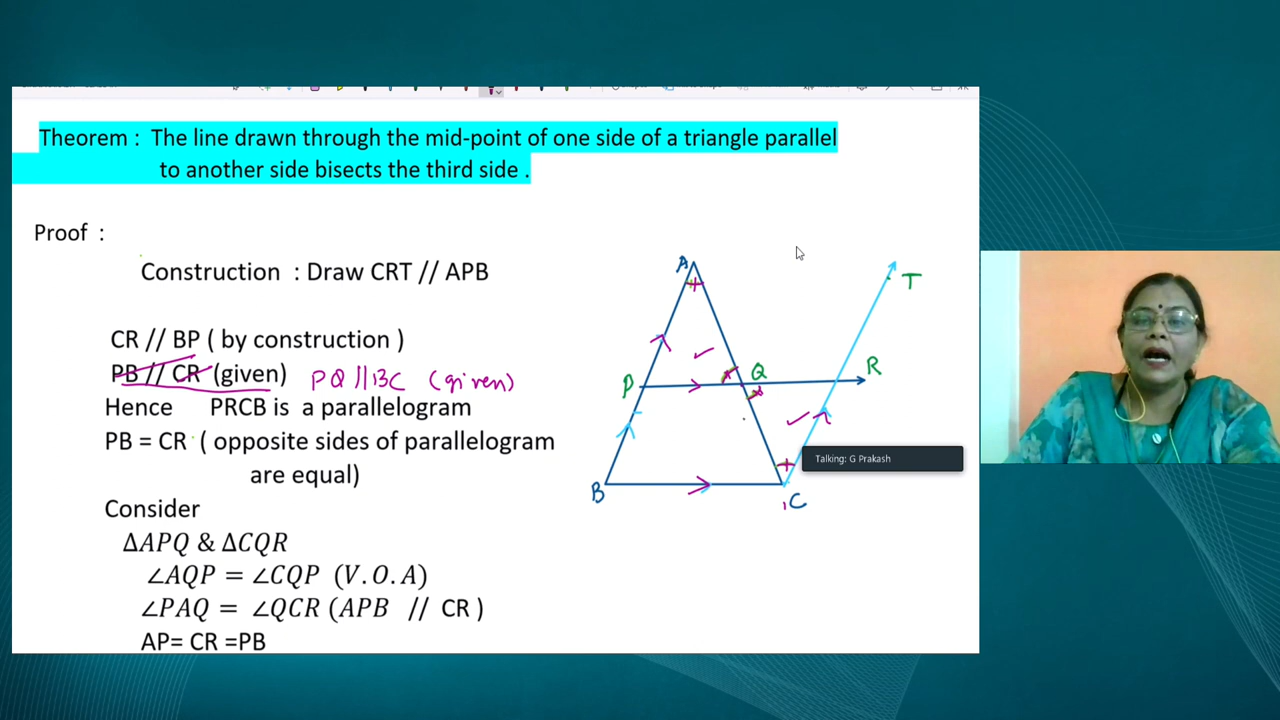 Theorem : The line drawn through the mid-point of one side of a triangle parallel
to another side bisects the third side .
Proof :
Construction : Draw CRT // APB
CR // BP ( by construction )
PB // CR (given) PQ || BC (given)
Hence PRCB is a parallelogram
PB = CR ( opposite sides of parallelogram
are equal)
Consider
∆APQ & ∆CQR
∠AQP = ∠CQP (V.O.A)
∠PAQ = ∠QCR (APB // CR )
AP= CR =PB
A
T
P
Q
R
B
C
Talking: G Prakash